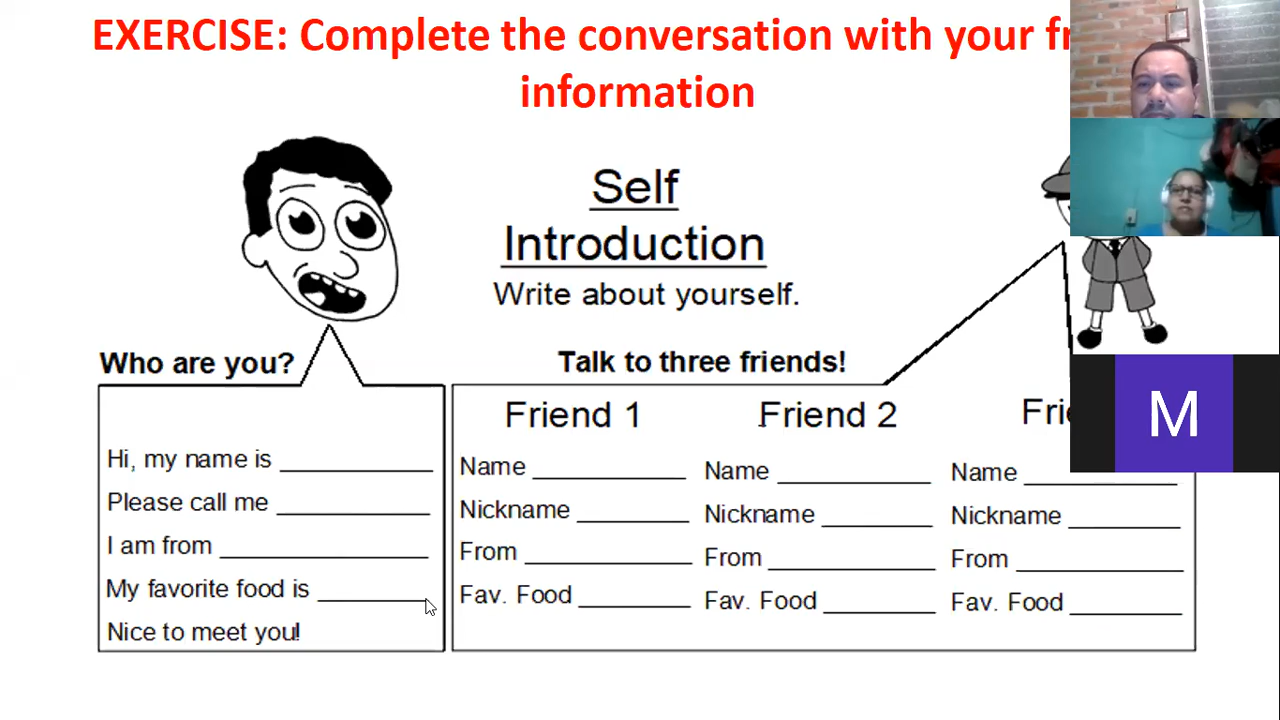 EXERCISE: Complete the conversation with your
information
Self
Introduction
Write about yourself.
Who are you?
Talk to three friends!
Hi, my name is
Please call me
I am from
My favorite food is
Nice to meet you!
Friend 1
Name
Nickname
From
Fav. Food
Friend 2
Name
Nickname
From
Fav. Food
Name
Nickname
From
Fav. Food
M